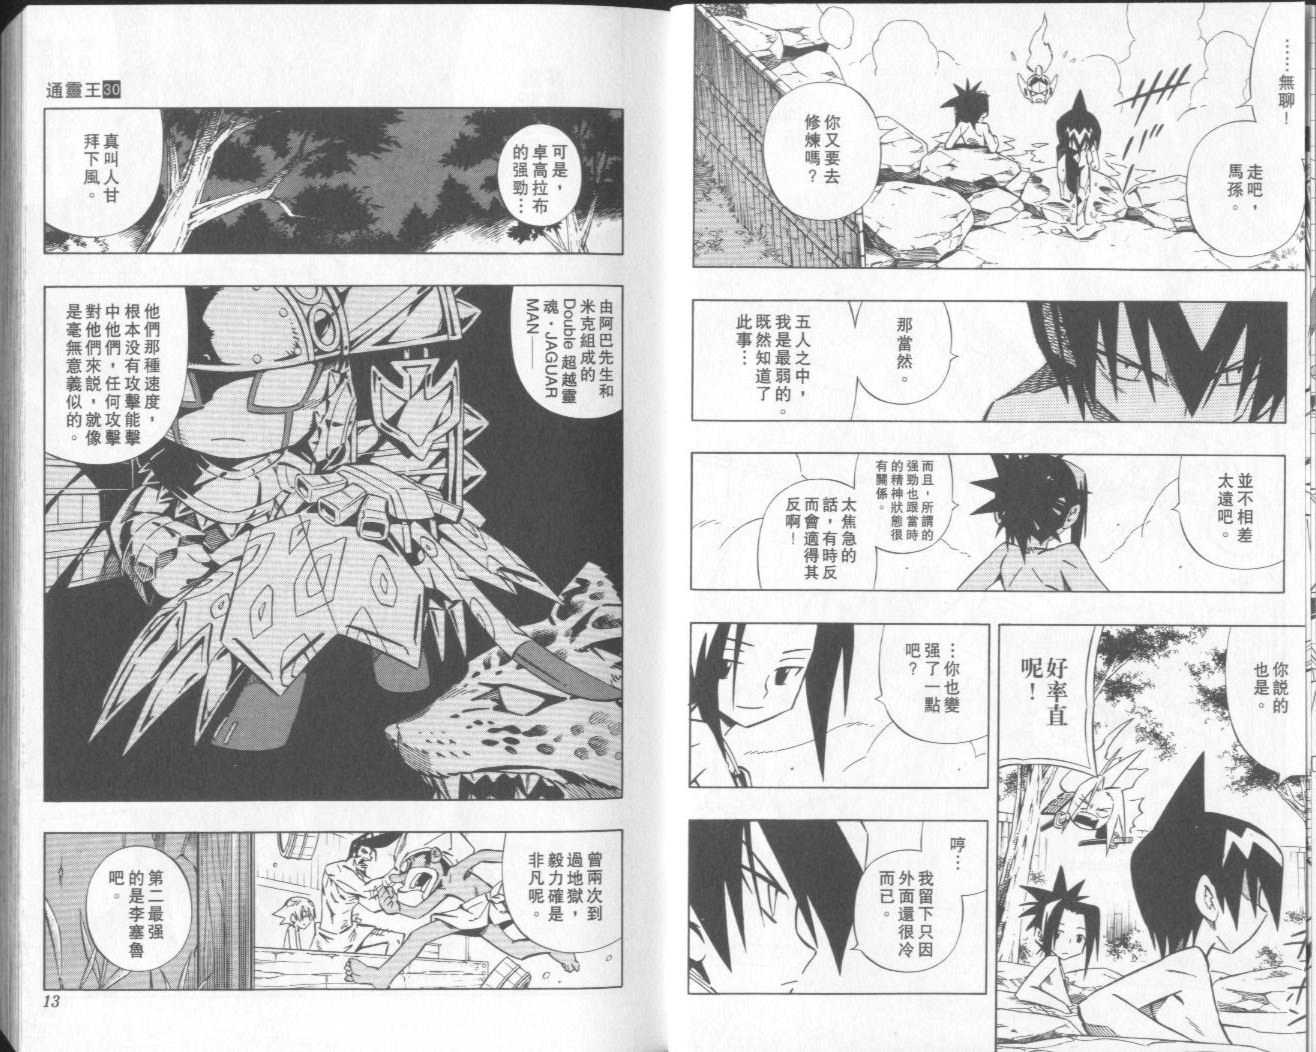 ……無聊！
走吧，
馬孫。
你又要去
修煉嗎？
那當然。
五人之中，
我是最弱的。
既然知道了
此事…
並不相差
太遠吧。
而且，所謂的
强勁也跟當時
的精神狀態很
有關係。
太焦急的
話，有時反
而會適得其
反啊！
你説的
也是。
好率直
呢！
…你也變
强了一點
吧？
哼…
我留下只因
外面還很冷
而已。
通靈王30
可是，
卓高拉布
的强勁…
真叫人甘
拜下風。
由阿巴先生和
米克組成的
Double 超越靈
魂・JAGUAR
MAN——
他們那種速度，
根本没有攻擊能擊
中他們，任何攻擊
對他們來説，就像
是毫無意義似的。
曾兩次到
過地獄，
毅力確是
非凡呢。
第二最强
的是李塞魯
吧。
13